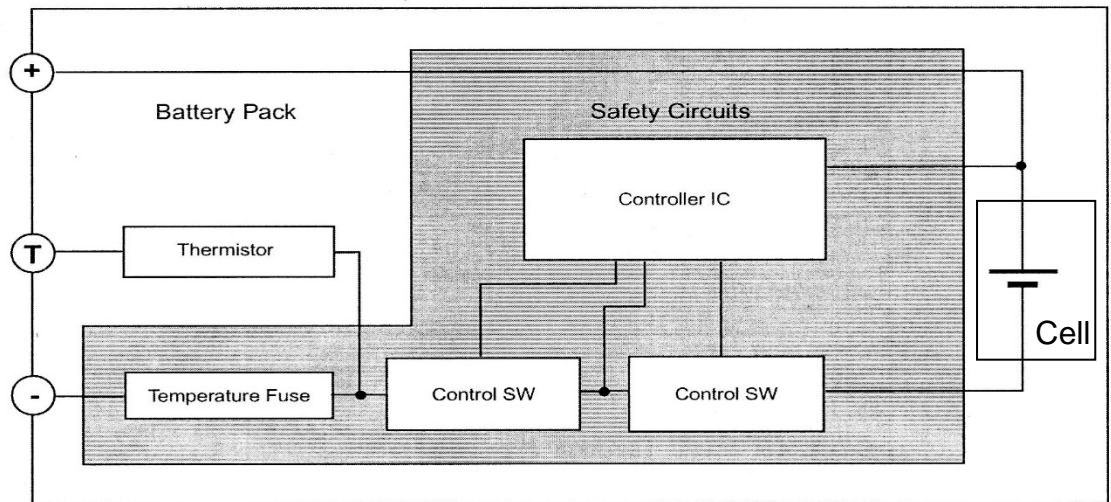 +
Battery Pack
Safety Circuits
Controller IC
T
Thermistor
Cell
-
Temperature Fuse
Control SW
Control SW